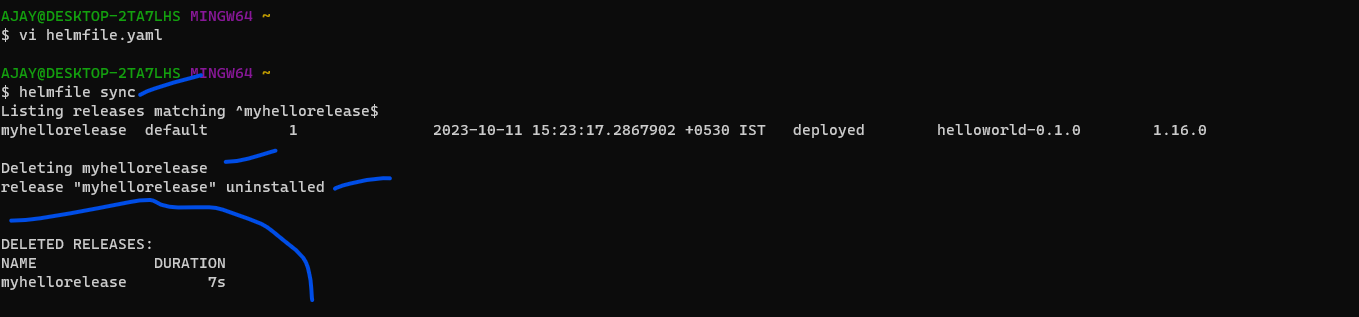 AJAY@DESKTOP-2TA7LHS MINGW64 ~
$ vi helmfile.yaml
AJAY@DESKTOP-2TA7LHS MINGW64 ~
$ helmfile sync
Listing releases matching ^myhellorelease$
myhellorelease default 1 2023-10-11 15:23:17.2867902 +0530 IST deployed helloworld-0.1.0 1.16.0
Deleting myhellorelease
release "myhellorelease" uninstalled
DELETED RELEASES:
NAME DURATION
myhellorelease 7s